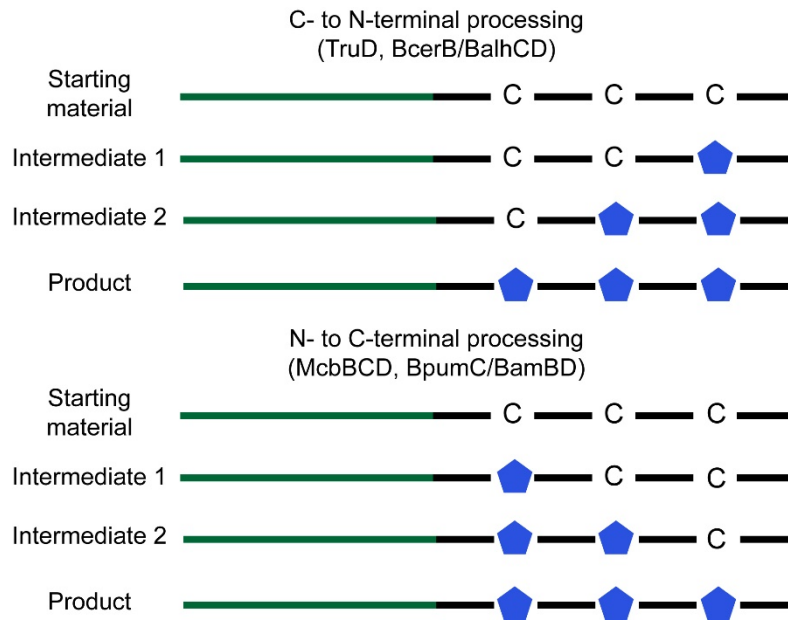 C- to N-terminal processing
(TruD, BcerB/BalhCD)
Starting
material
C C C
Intermediate 1
C C
Intermediate 2
C
Product
N- to C-terminal processing
(McbBCD, BpumC/BamBD)
Starting
material
C C C
Intermediate 1
C C
Intermediate 2
C
Product